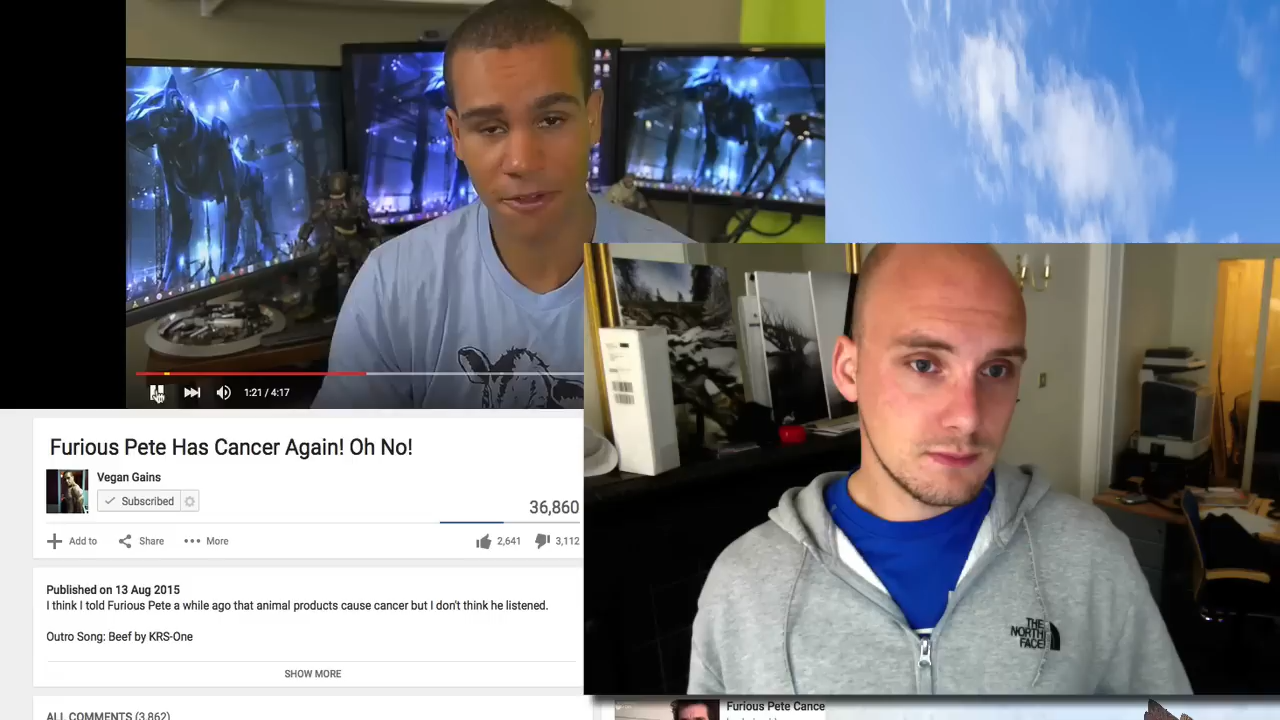 1:21 / 4:17
Furious Pete Has Cancer Again! Oh No!
Vegan Gains
Subscribed
36,860
Add to
Share
More
2,641
3,112
Published on 13 Aug 2015
I think I told Furious Pete a while ago that animal products cause cancer but I don't think he listened.
Outro Song: Beef by KRS-One
SHOW MORE
ALL COMMENTS (3,862)
THE
NORTH
FACE
Furious Pete Cance